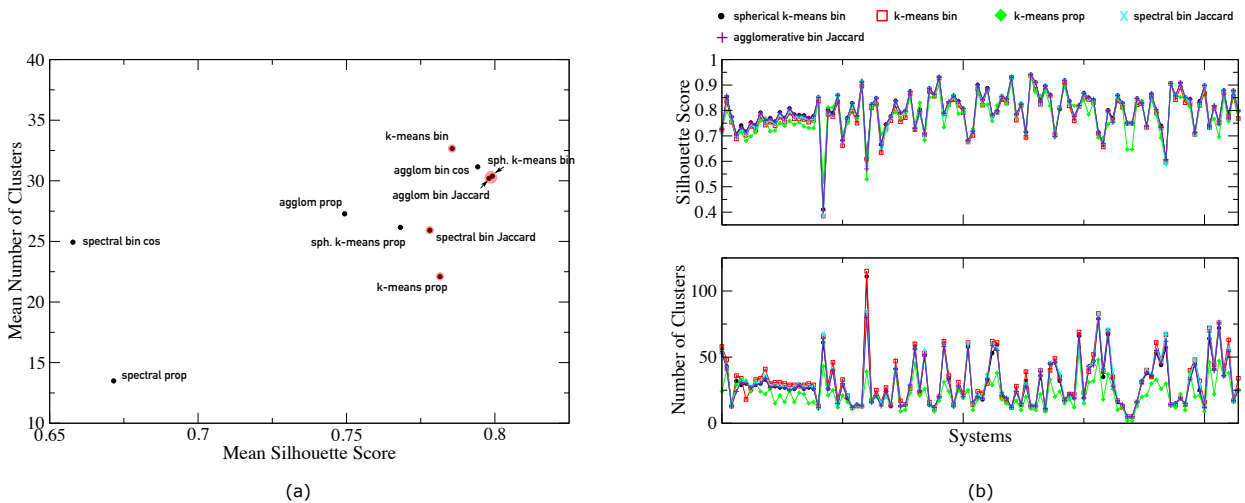 spherical k-means bin
k-means bin
k-means prop
spectral bin Jaccard
agglomerative bin Jaccard
40
35
30
25
20
15
10
Mean Number of Clusters
k-means bin
agglom bin cos
sph. k-means bin
agglom bin Jaccard
agglom prop
sph. k-means prop
spectral bin Jaccard
spectral bin cos
k-means prop
spectral prop
0.65
0.7
0.75
0.8
Mean Silhouette Score
(a)
1
0.9
0.8
0.7
0.6
0.5
0.4
Silhouette Score
100
50
0
Number of Clusters
Systems
(b)